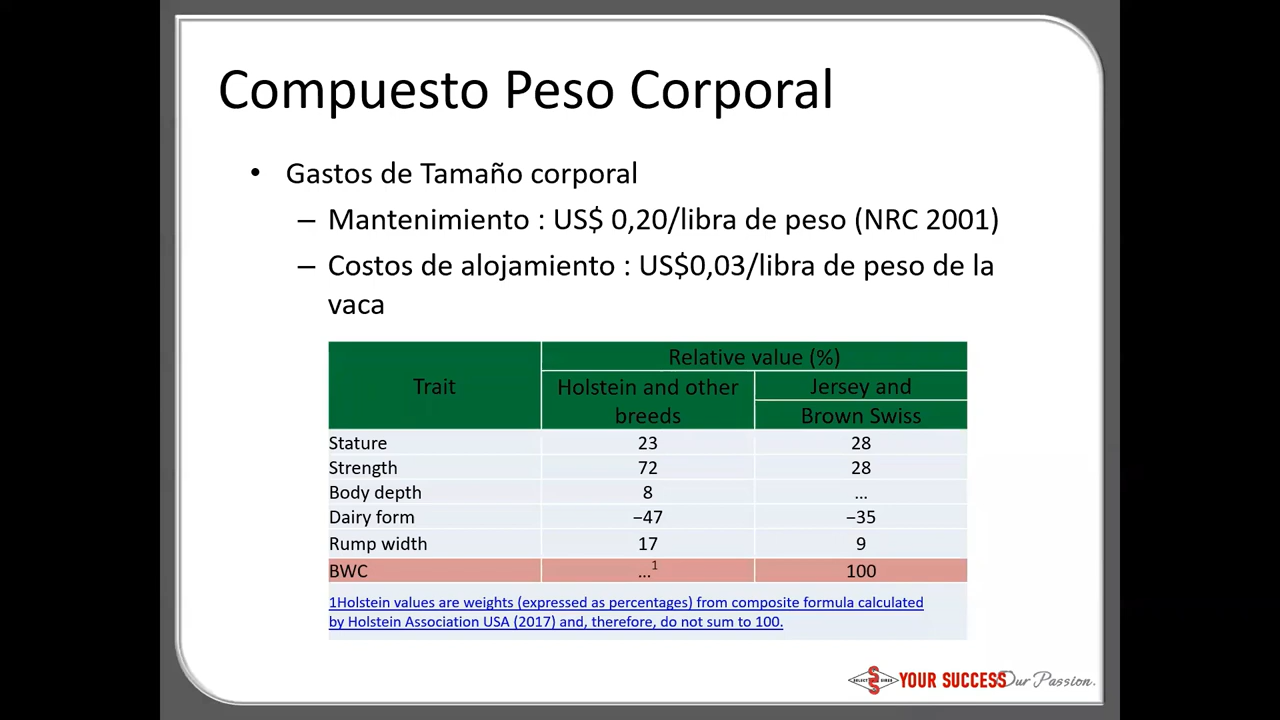 Compuesto Peso Corporal
• Gastos de Tamaño corporal
– Mantenimiento : US$ 0,20/libra de peso (NRC 2001)
– Costos de alojamiento : US$0,03/libra de peso de la
vaca
Relative value (%)
Trait
Holstein and other
breeds
Jersey and
Brown Swiss
Stature 23 28
Strength 72 28
Body depth 8 ...
Dairy form −47 −35
Rump width 17 9
BWC ...1 100
1Holstein values are weights (expressed as percentages) from composite formula calculated
by Holstein Association USA (2017) and, therefore, do not sum to 100.
SELECT SIRES YOUR SUCCESS Our Passion.